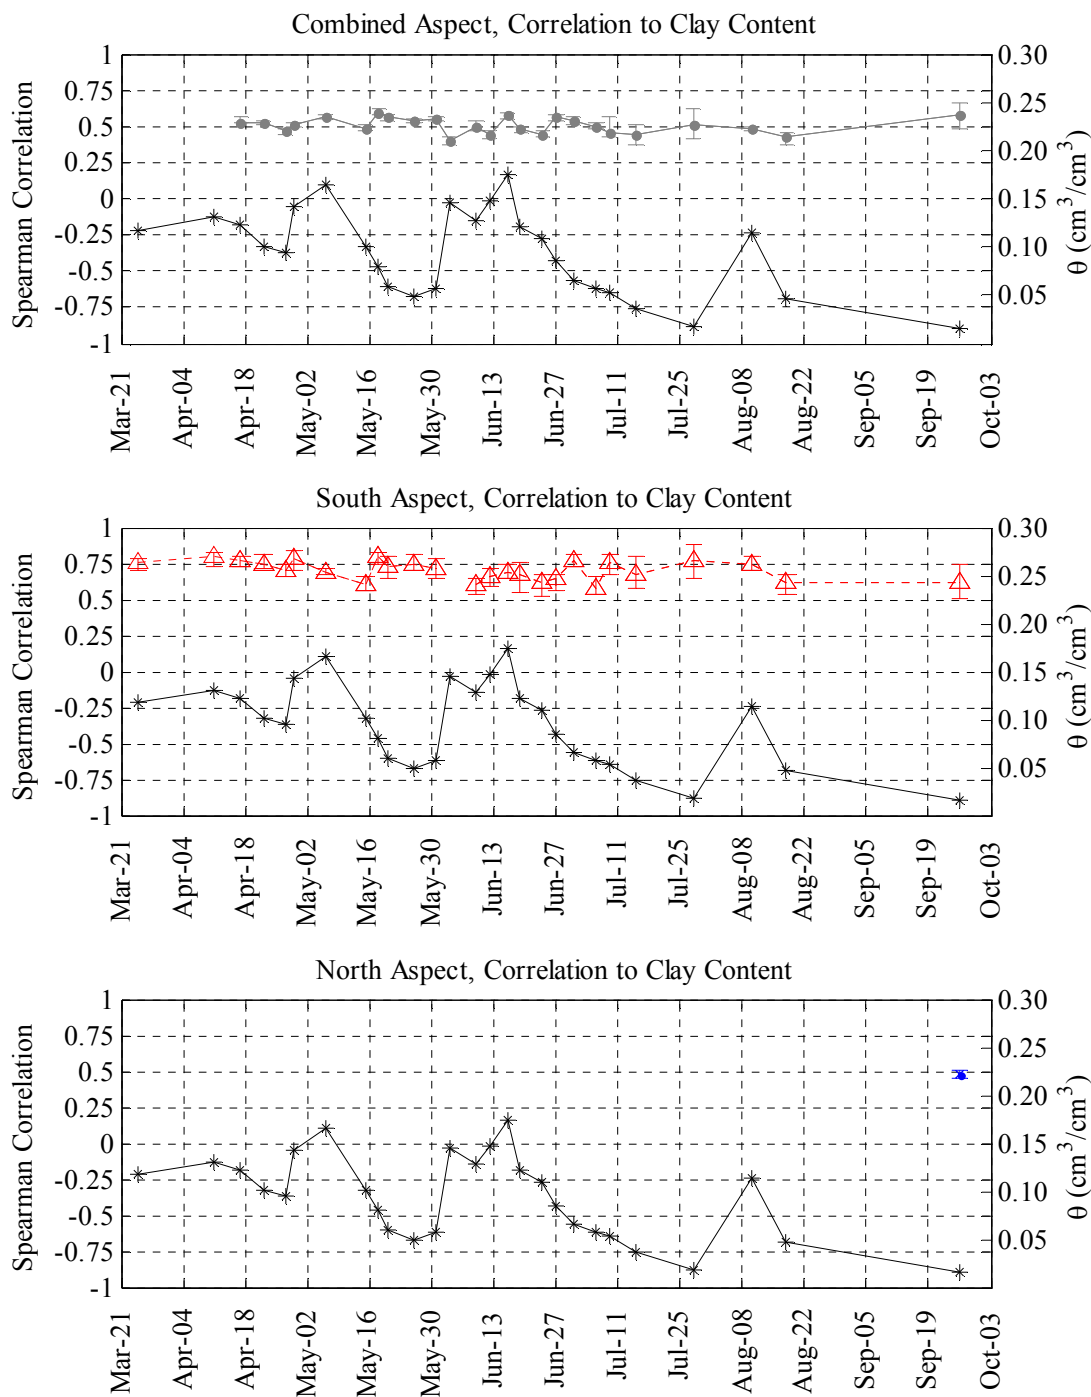 Combined Aspect, Correlation to Clay Content
Spearman Correlation
1
0.75
0.5
0.25
0
-0.25
-0.5
-0.75
-1
0.30
0.25
0.20
0.15
0.10
0.05
θ (cm³/cm³)
Mar-21
Apr-04
Apr-18
May-02
May-16
May-30
Jun-13
Jun-27
Jul-11
Jul-25
Aug-08
Aug-22
Sep-05
Sep-19
Oct-03
South Aspect, Correlation to Clay Content
Spearman Correlation
1
0.75
0.5
0.25
0
-0.25
-0.5
-0.75
-1
0.30
0.25
0.20
0.15
0.10
0.05
θ (cm³/cm³)
Mar-21
Apr-04
Apr-18
May-02
May-16
May-30
Jun-13
Jun-27
Jul-11
Jul-25
Aug-08
Aug-22
Sep-05
Sep-19
Oct-03
North Aspect, Correlation to Clay Content
Spearman Correlation
1
0.75
0.5
0.25
0
-0.25
-0.5
-0.75
-1
0.30
0.25
0.20
0.15
0.10
0.05
θ (cm³/cm³)
Mar-21
Apr-04
Apr-18
May-02
May-16
May-30
Jun-13
Jun-27
Jul-11
Jul-25
Aug-08
Aug-22
Sep-05
Sep-19
Oct-03